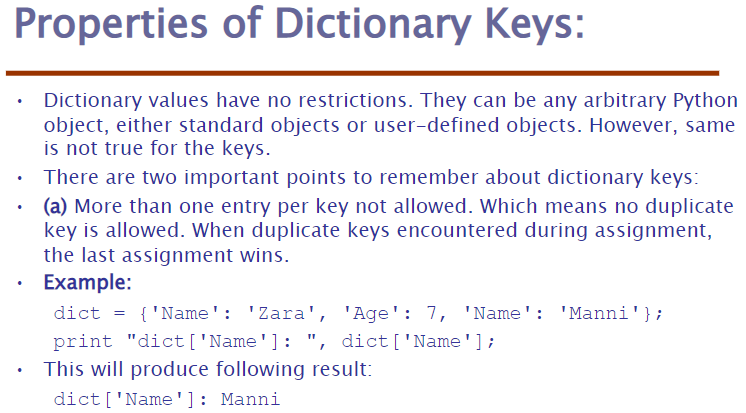 Properties of Dictionary Keys:
• Dictionary values have no restrictions. They can be any arbitrary Python
object, either standard objects or user-defined objects. However, same
is not true for the keys.
• There are two important points to remember about dictionary keys:
• (a) More than one entry per key not allowed. Which means no duplicate
key is allowed. When duplicate keys encountered during assignment,
the last assignment wins.
• Example:
dict = {'Name': 'Zara', 'Age': 7, 'Name': 'Manni'};
print "dict['Name']: ", dict['Name'];
• This will produce following result:
dict['Name']: Manni